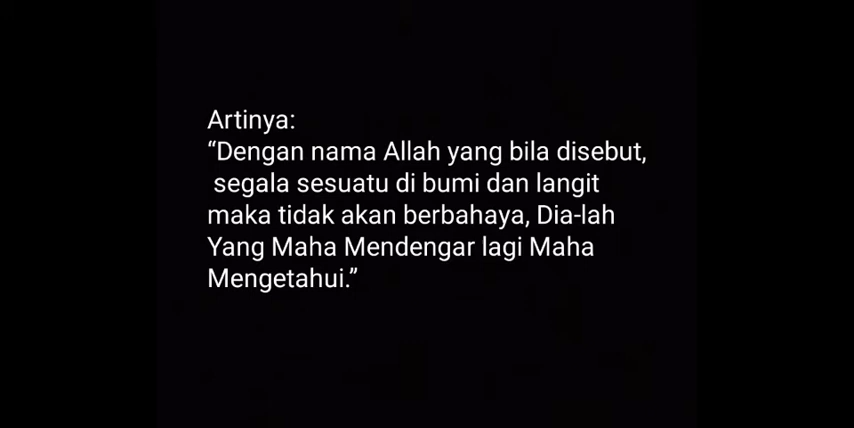 Artinya:
“Dengan nama Allah yang bila disebut,
segala sesuatu di bumi dan langit
maka tidak akan berbahaya, Dia-lah
Yang Maha Mendengar lagi Maha
Mengetahui.”